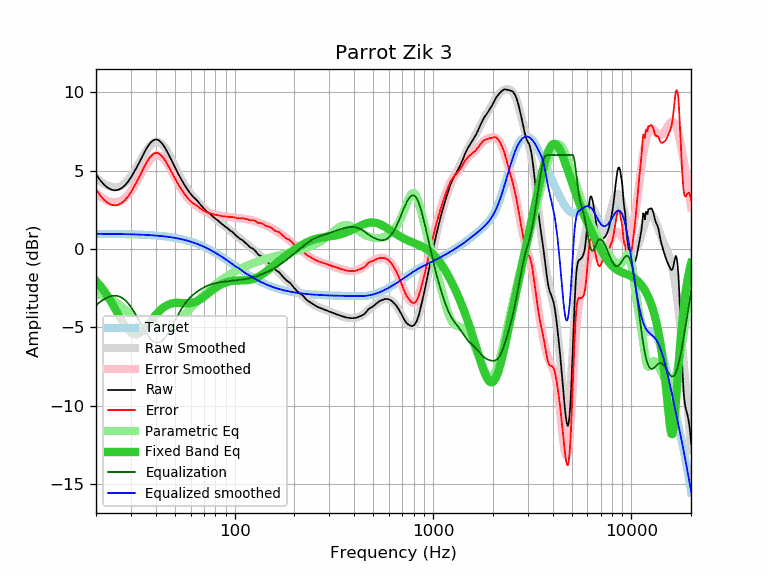 Parrot Zik 3
10
5
0
−5
−10
−15
Amplitude (dBr)
Target
Raw Smoothed
Error Smoothed
Raw
Error
Parametric Eq
Fixed Band Eq
Equalization
Equalized smoothed
100
1000
10000
Frequency (Hz)